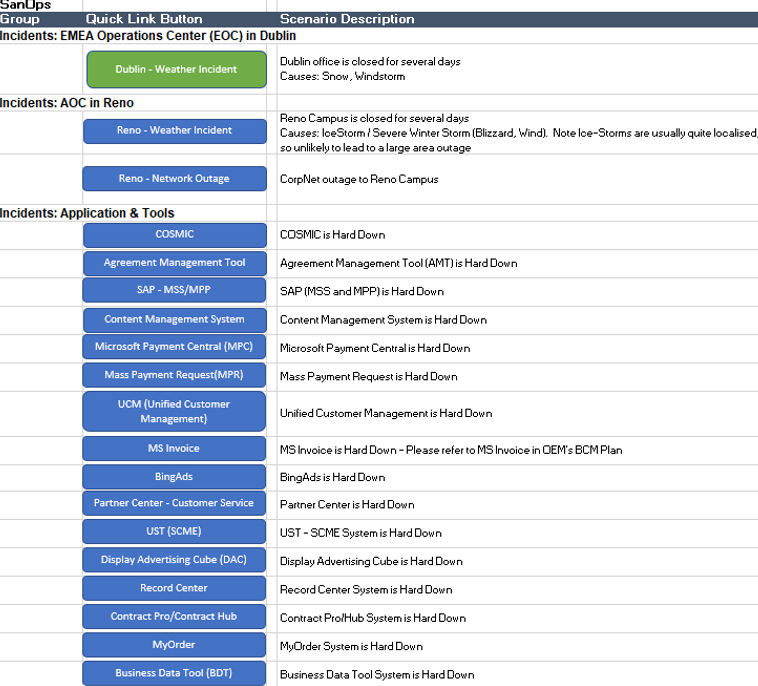 SanOps
Group Quick Link Button Scenario Description
Incidents: EMEA Operations Center (EOC) in Dublin
Dublin - Weather Incident
Dublin office is closed for several days
Causes: Snow, Windstorm
Incidents: AOC in Reno
Reno - Weather Incident
Reno Campus is closed for several days
Causes: IceStorm / Severe Winter Storm (Blizzard, Wind). Note Ice-Storms are usually quite localised,
so unlikely to lead to a large area outage
Reno - Network Outage
CorpNet outage to Reno Campus
Incidents: Application & Tools
COSMIC
COSMIC is Hard Down
Agreement Management Tool
Agreement Management Tool (AMT) is Hard Down
SAP - MSS/MPP
SAP (MSS and MPP) is Hard Down
Content Management System
Content Management System is Hard Down
Microsoft Payment Central (MPC)
Microsoft Payment Central is Hard Down
Mass Payment Request(MPR)
Mass Payment Request is Hard Down
UCM (Unified Customer
Management)
Unified Customer Management is Hard Down
MS Invoice
MS Invoice is Hard Down - Please refer to MS Invoice in OEM's BCM Plan
BingAds
BingAds is Hard Down
Partner Center - Customer Service
Partner Center is Hard Down
UST (SCME)
UST - SCME System is Hard Down
Display Advertising Cube (DAC)
Display Advertising Cube is Hard Down
Record Center
Record Center System is Hard Down
Contract Pro/Contract Hub
Contract Pro/Hub System is Hard Down
MyOrder
MyOrder System is Hard Down
Business Data Tool (BDT)
Business Data Tool System is Hard Down